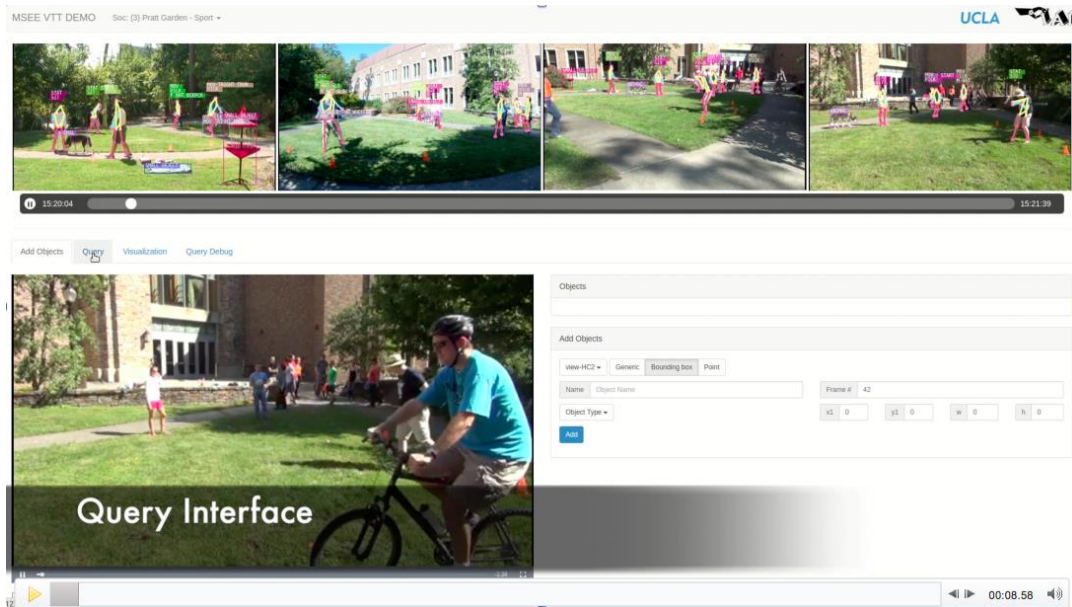 MSEE VTT DEMO Soc: (3) Pratt Garden - Sport
UCLA
15:20:04 15:21:39
Add Objects Query Visualization Query Debug
Objects
Add Objects
view-HC2 Generic Bounding box Point
Name Object Name Frame # 42
Object Type x1 0 y1 0 w 0 h 0
Add
Query Interface
00:08.58
12